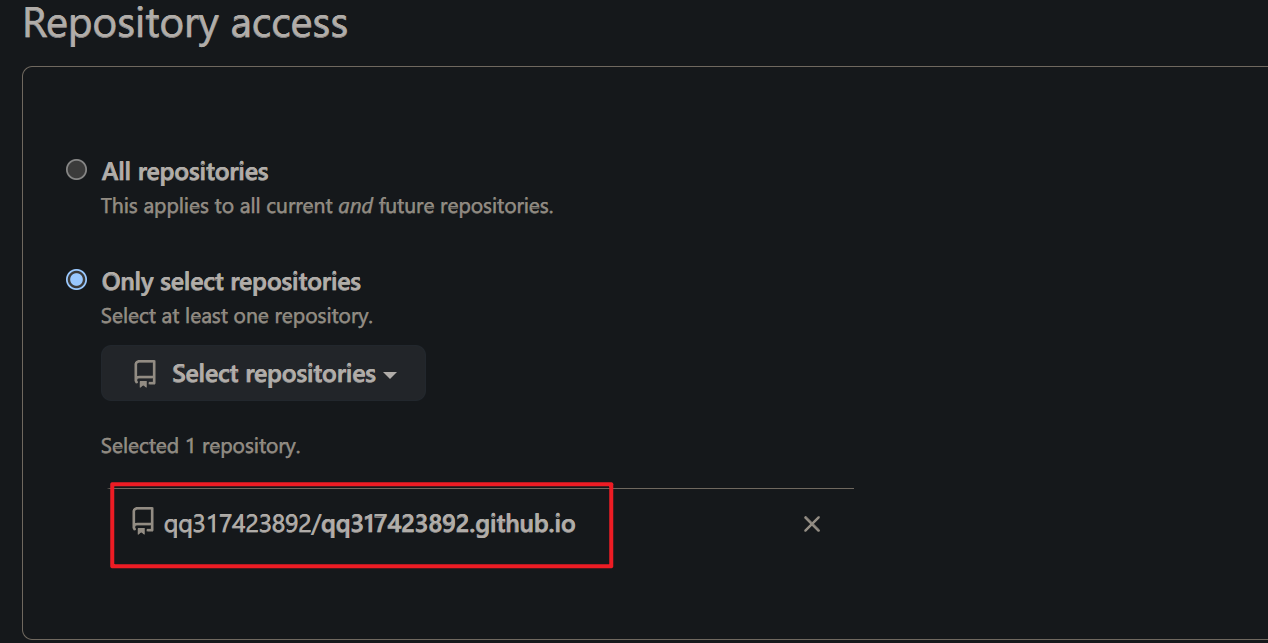 Repository access
All repositories
This applies to all current and future repositories.
Only select repositories
Select at least one repository.
Select repositories
Selected 1 repository.
qq317423892/qq317423892.github.io